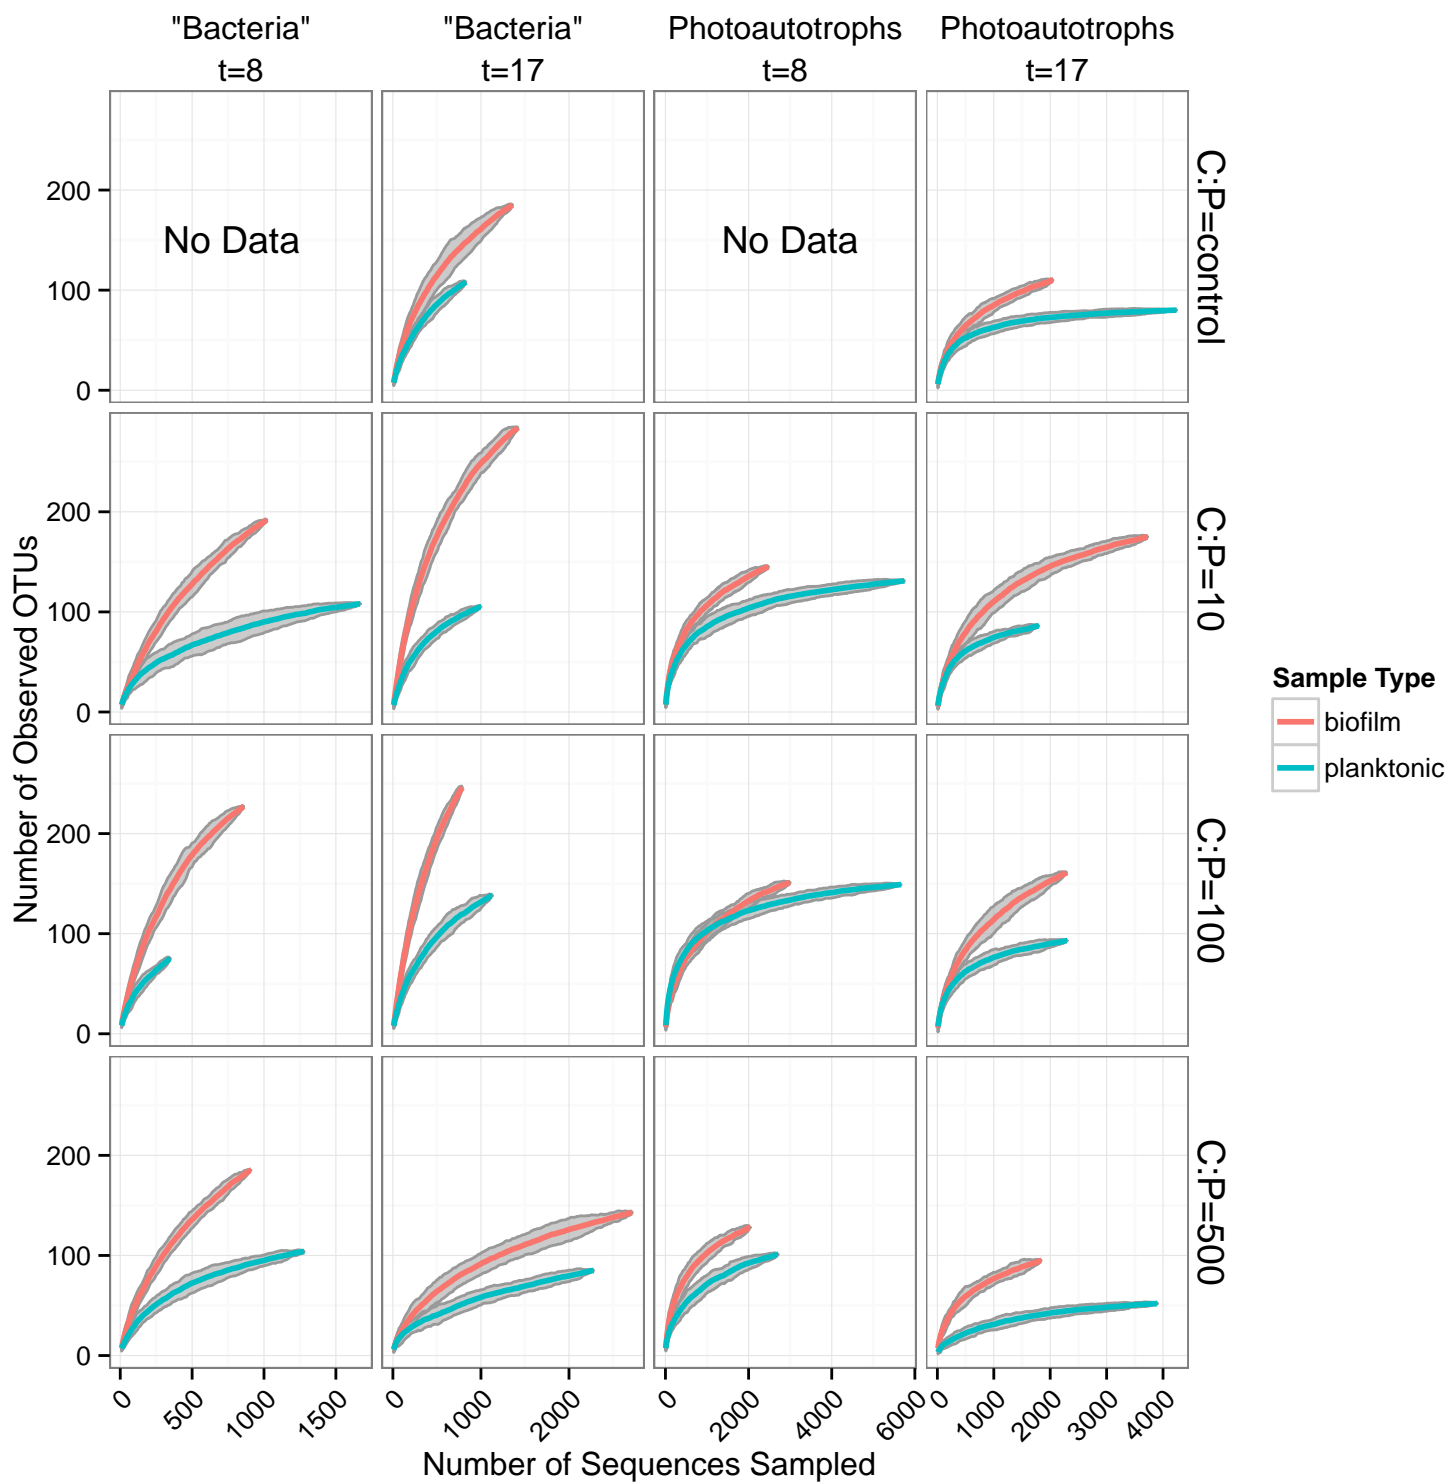 "Bacteria" "Bacteria" Photoautotrophs Photoautotrophs
t=8 t=17 t=8 t=17
Number of Observed OTUs
200
100
0
No Data
No Data
C:P=control
200
100
0
C:P=10
200
100
0
C:P=100
200
100
0
C:P=500
0 500 1000 1500
0 1000 2000
0 2000 4000 6000
0 1000 2000 3000 4000
Number of Sequences Sampled
Sample Type
biofilm
planktonic